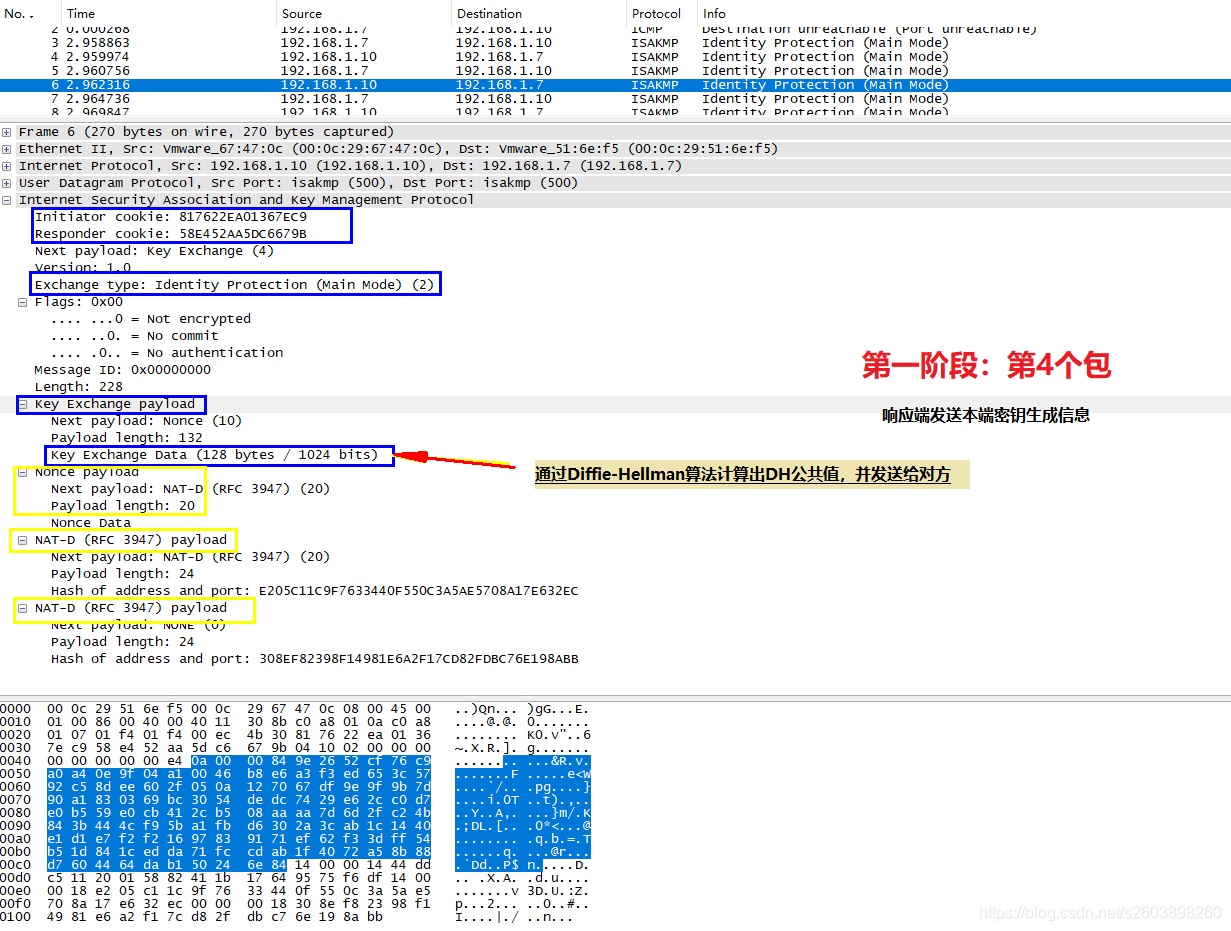 No. . Time Source Destination Protocol Info
2 0.000268 192.168.1.7 192.168.1.10 ICMP Destination unreachable (Port unreachable)
3 2.958863 192.168.1.7 192.168.1.10 ISAKMP Identity Protection (Main Mode)
4 2.959974 192.168.1.10 192.168.1.7 ISAKMP Identity Protection (Main Mode)
5 2.960756 192.168.1.7 192.168.1.10 ISAKMP Identity Protection (Main Mode)
6 2.962316 192.168.1.10 192.168.1.7 ISAKMP Identity Protection (Main Mode)
7 2.964736 192.168.1.7 192.168.1.10 ISAKMP Identity Protection (Main Mode)
8 2.969847 192.168.1.10 192.168.1.7 ISAKMP Identity Protection (Main Mode)
Frame 6 (270 bytes on wire, 270 bytes captured)
Ethernet II, Src: Vmware_67:47:0c (00:0c:29:67:47:0c), Dst: Vmware_51:6e:f5 (00:0c:29:51:6e:f5)
Internet Protocol, Src: 192.168.1.10 (192.168.1.10), Dst: 192.168.1.7 (192.168.1.7)
User Datagram Protocol, Src Port: isakmp (500), Dst Port: isakmp (500)
Internet Security Association and Key Management Protocol
Initiator cookie: 817622EA01367EC9
Responder cookie: 58E452AA5DC6679B
Next payload: Key Exchange (4)
Version: 1.0
Exchange type: Identity Protection (Main Mode) (2)
Flags: 0x00
.... ...0 = Not encrypted
.... ..0. = No commit
.... .0.. = No authentication
Message ID: 0x00000000
Length: 228
第一阶段：第4个包
响应端发送本端密钥生成信息
Key Exchange payload
Next payload: Nonce (10)
Payload length: 132
Key Exchange Data (128 bytes / 1024 bits)
通过Diffie-Hellman算法计算出DH公共值，并发送给对方
Nonce payload
Next payload: NAT-D (RFC 3947) (20)
Payload length: 20
Nonce Data
NAT-D (RFC 3947) payload
Next payload: NAT-D (RFC 3947) (20)
Payload length: 24
Hash of address and port: E205C11C9F7633440F550C3A5AE5708A17E632EC
NAT-D (RFC 3947) payload
Next payload: NONE (0)
Payload length: 24
Hash of address and port: 308EF82398F14981E6A2F17CD82FDBC76E198ABB
0000 00 0c 29 51 6e f5 00 0c 29 67 47 0c 08 00 45 00 ..)Qn... )gG...E.
0010 01 00 86 00 40 00 40 11 30 8b c0 a8 01 0a c0 a8 ....@.@. 0.......
0020 01 07 01 f4 01 f4 00 ec 4b 30 81 76 22 ea 01 36 ........ K0.v"..6
0030 7e c9 58 e4 52 aa 5d c6 67 9b 04 10 02 00 00 00 ~.X.R.]. g.......
0040 00 00 00 00 00 e4 0a 00 00 84 9e 26 52 cf 76 c9 ........ ...&R.v.
0050 a0 a4 0e 9f 04 a1 00 46 b8 e6 a3 f3 ed 65 3c 57 .......F .....e<W
0060 92 c5 8d ee 60 2f 05 0a 12 70 67 df 9e 9f 9b 7d ....`/.. .pg....}
0070 90 a1 83 03 69 bc 30 54 de dc 74 29 e6 2c c0 d7 ....i.0T ..t).,..
0080 e0 b5 59 e0 cb 41 2c b5 08 aa aa 7d 6d 2f c2 4b ..Y..A,. ...}m/.K
0090 84 3b 44 4c cf 9b a1 fb d6 30 2a 3c ab 1c 14 40 .;DL.[.. .0*<...@
00a0 e1 d1 e7 f2 f2 16 97 83 91 71 ef 62 f3 3d ff 54 ........ .q.b.=.T
00b0 b5 1d 84 1c ed da 71 fc cd ab 1f 40 72 a5 8b 88 ......q. ...@r...
00c0 d7 60 44 64 da b1 50 24 6e 84 14 00 00 14 44 dd .`Dd..P$ n.....D.
00d0 c5 11 20 01 58 82 41 1b 17 64 95 75 f6 df 14 00 .. .X.A. .d.u....
00e0 00 18 e2 05 c1 1c 9f 76 33 44 0f 55 0c 3a 5a e5 .......v 3D.U.:Z.
00f0 70 8a 17 e6 32 ec 00 00 00 18 30 8e f8 23 98 f1 p...2... ..0..#..
0100 49 81 e6 a2 f1 7c d8 2f db c7 6e 19 8a bb I....|./ ..n...
https://blog.csdn.net/s2603898260